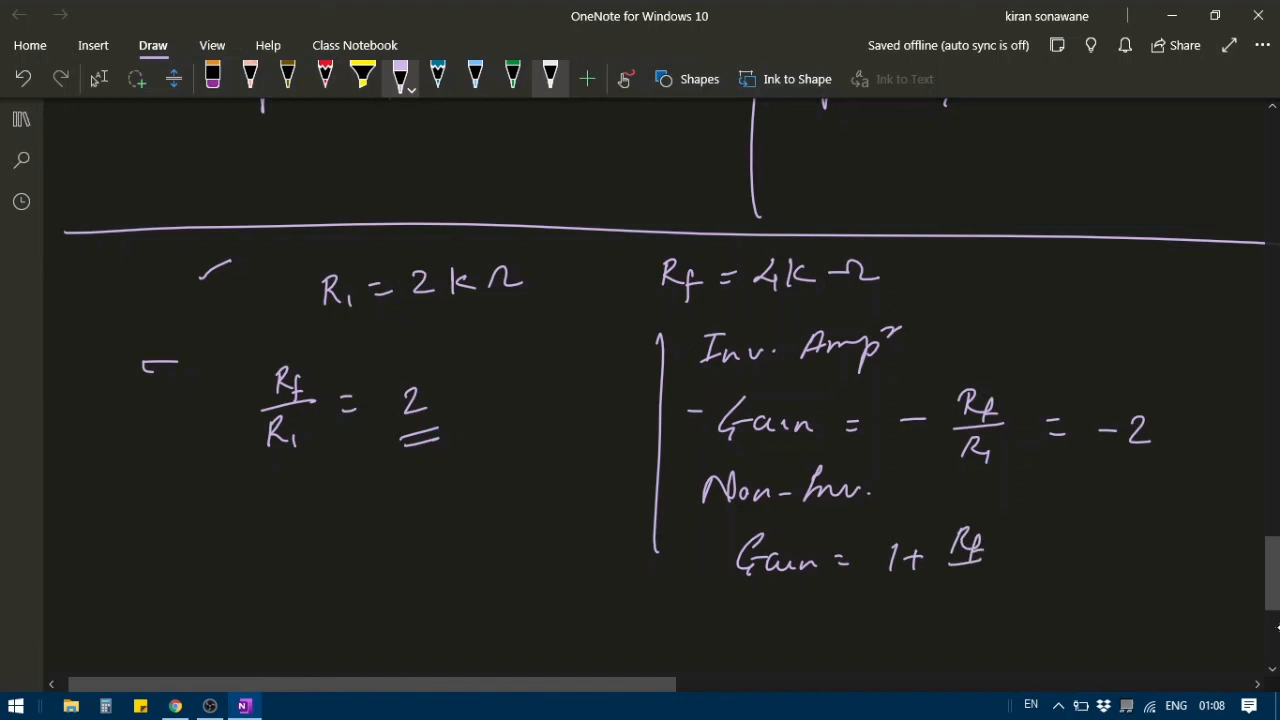 OneNote for Windows 10
kiran sonawane
Home Insert Draw View Help Class Notebook
Saved offline (auto sync is off)
Share
Shapes
Ink to Shape
Ink to Text
R₁ = 2 k Ω
Rf = 4 k Ω
Rf/R₁ = 2
Inv. Ampʳ
- Gain = - Rf/R₁ = -2
Non-Inv.
Gain = 1 + Rf
EN
ENG
01:08